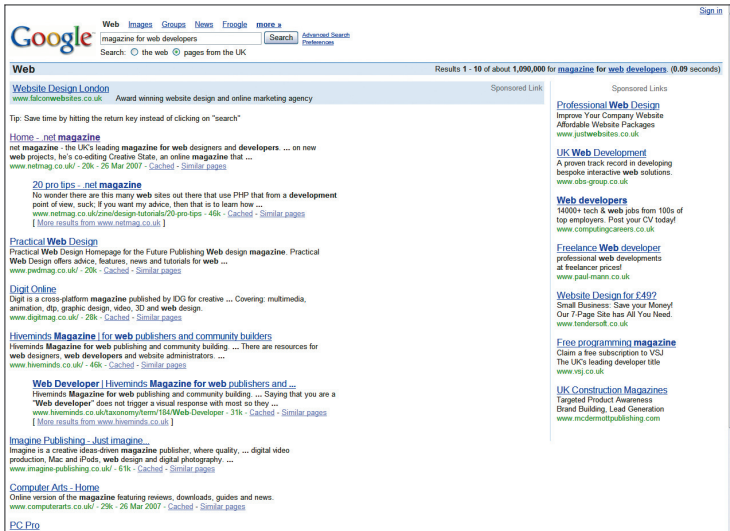 Sign in
Google
Web Images Groups News Froogle more »
magazine for web developers Search Advanced Search
Preferences
Search: the web pages from the UK
Web Results 1 - 10 of about 1,090,000 for magazine for web developers. (0.09 seconds)
Website Design London Sponsored Link
www.falconwebsites.co.uk Award winning website design and online marketing agency
Tip: Save time by hitting the return key instead of clicking on "search"
Home - .net magazine
net magazine - the UK's leading magazine for web designers and developers. ... on new
web projects, he's co-editing Creative State, an online magazine that ...
www.netmag.co.uk/ - 20k - 26 Mar 2007 - Cached - Similar pages
20 pro tips - .net magazine
No wonder there are this many web sites out there that use PHP that from a development
point of view, suck; If you want my advice, then that is to learn how ...
www.netmag.co.uk/zine/design-tutorials/20-pro-tips - 46k - Cached - Similar pages
[ More results from www.netmag.co.uk ]
Practical Web Design
Practical Web Design Homepage for the Future Publishing Web design magazine. Practical
Web Design offers advice, features, news and tutorials for web ...
www.pwdmag.co.uk/ - 20k - Cached - Similar pages
Digit Online
Digit is a cross-platform magazine published by IDG for creative ... Covering: multimedia,
animation, dtp, graphic design, video, 3D and web design.
www.digitmag.co.uk/ - 28k - Cached - Similar pages
Hiveminds Magazine | for web publishers and community builders
Hiveminds Magazine for web publishing and community building. ... There are resources for
web designers, web developers and website administrators. ...
www.hiveminds.co.uk/ - 46k - Cached - Similar pages
Web Developer | Hiveminds Magazine for web publishers and ...
Hiveminds Magazine for web publishing and community building. ... Saying that you are a
"Web developer" does not trigger a visual response with most so they ...
www.hiveminds.co.uk/taxonomy/term/184/Web-Developer - 31k - Cached - Similar pages
[ More results from www.hiveminds.co.uk ]
Imagine Publishing - Just imagine...
Imagine is a creative ideas-driven magazine publisher, where quality, ... digital video
production, Mac and iPods, web design and digital photography. ...
www.imagine-publishing.co.uk/ - 61k - Cached - Similar pages
Computer Arts - Home
Online version of the magazine featuring reviews, downloads, guides and news.
www.computerarts.co.uk/ - 29k - 26 Mar 2007 - Cached - Similar pages
PC Pro
Sponsored Links
Professional Web Design
Improve Your Company Website
Affordable Website Packages
www.justwebsites.co.uk
UK Web Development
A proven track record in developing
bespoke interactive web solutions.
www.obs-group.co.uk
Web developers
14000+ tech & web jobs from 100s of
top employers. Post your CV today!
www.computingcareers.co.uk
Freelance Web developer
professional web developments
at freelancer prices!
www.paul-mann.co.uk
Website Design for £49?
Small Business: Save your Money!
Our 7-Page Site has All You Need.
www.tendersoft.co.uk
Free programming magazine
Claim a free subscription to VSJ
The UK's leading developer title
www.vsj.co.uk
UK Construction Magazines
Targeted Product Awareness
Brand Building, Lead Generation
www.mcdermottpublishing.com